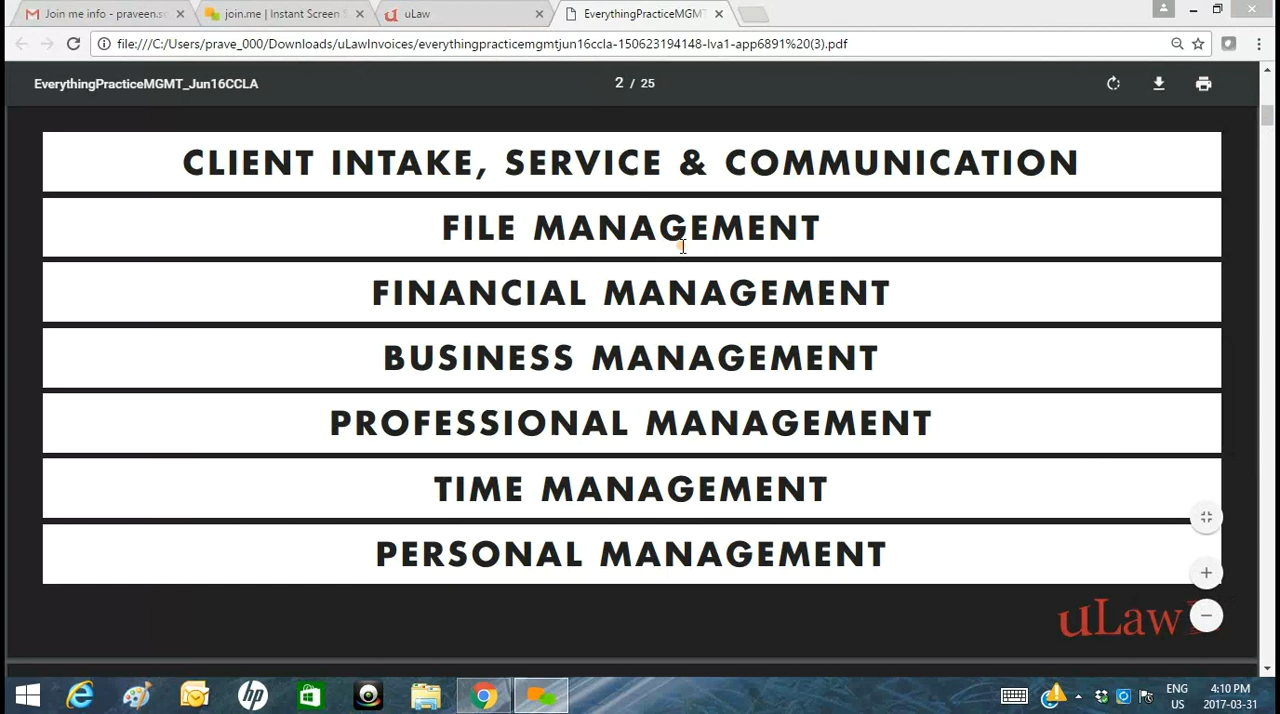 Join me info - praveen.s
join.me | Instant Screen
uLaw
EverythingPracticeMGMT
file:///C:/Users/prave_000/Downloads/uLawInvoices/everythingpracticemgmtjun16ccla-150623194148-lva1-app6891%20(3).pdf
EverythingPracticeMGMT_Jun16CCLA
2 / 25
CLIENT INTAKE, SERVICE & COMMUNICATION
FILE MANAGEMENT
FINANCIAL MANAGEMENT
BUSINESS MANAGEMENT
PROFESSIONAL MANAGEMENT
TIME MANAGEMENT
PERSONAL MANAGEMENT
uLaw
ENG
US
4:10 PM
2017-03-31